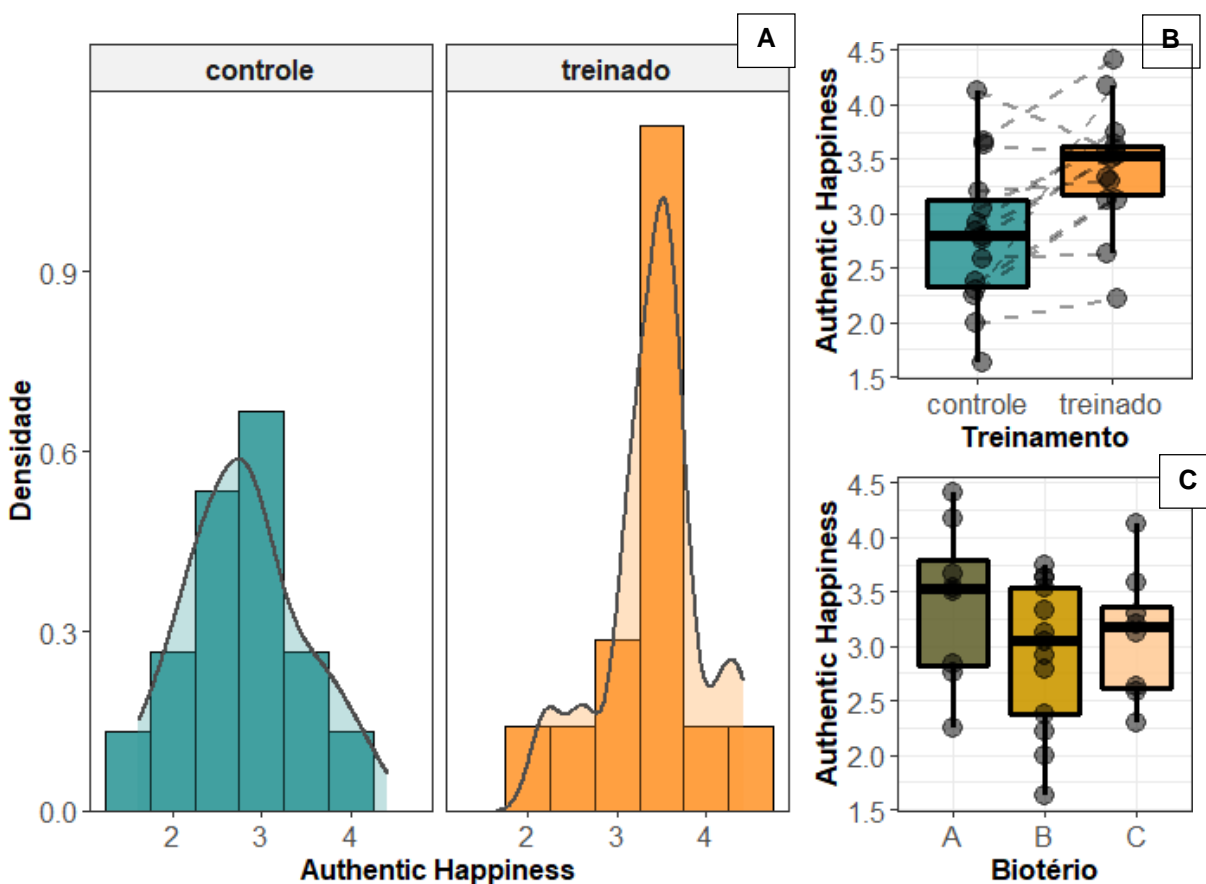 A
controle
treinado
Densidade
0.9
0.6
0.3
0.0
2
3
4
2
3
4
Authentic Happiness
B
Authentic Happiness
4.5
4.0
3.5
3.0
2.5
2.0
1.5
controle
treinado
Treinamento
C
Authentic Happiness
4.5
4.0
3.5
3.0
2.5
2.0
1.5
A
B
C
Biotério